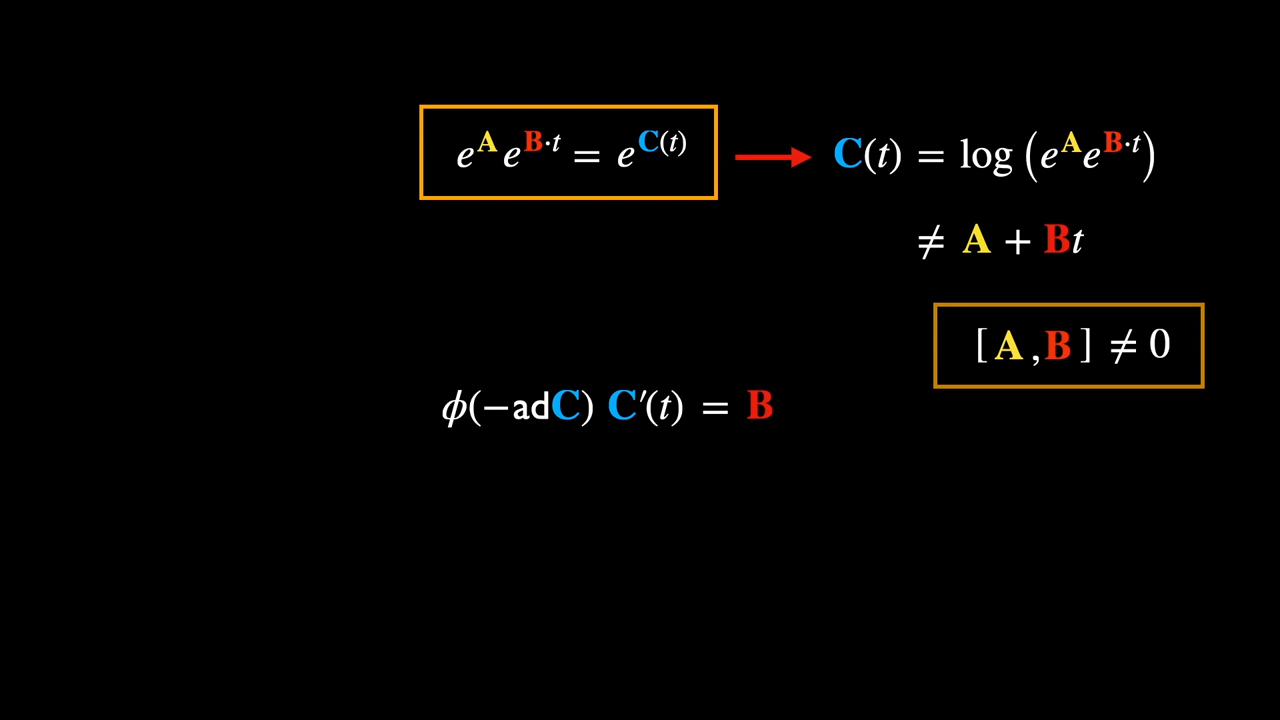 e^A e^{B·t} = e^{C(t)} → C(t) = log (e^A e^{B·t})
≠ A + Bt
[ A , B ] ≠ 0
ϕ(−adC) C′(t) = B